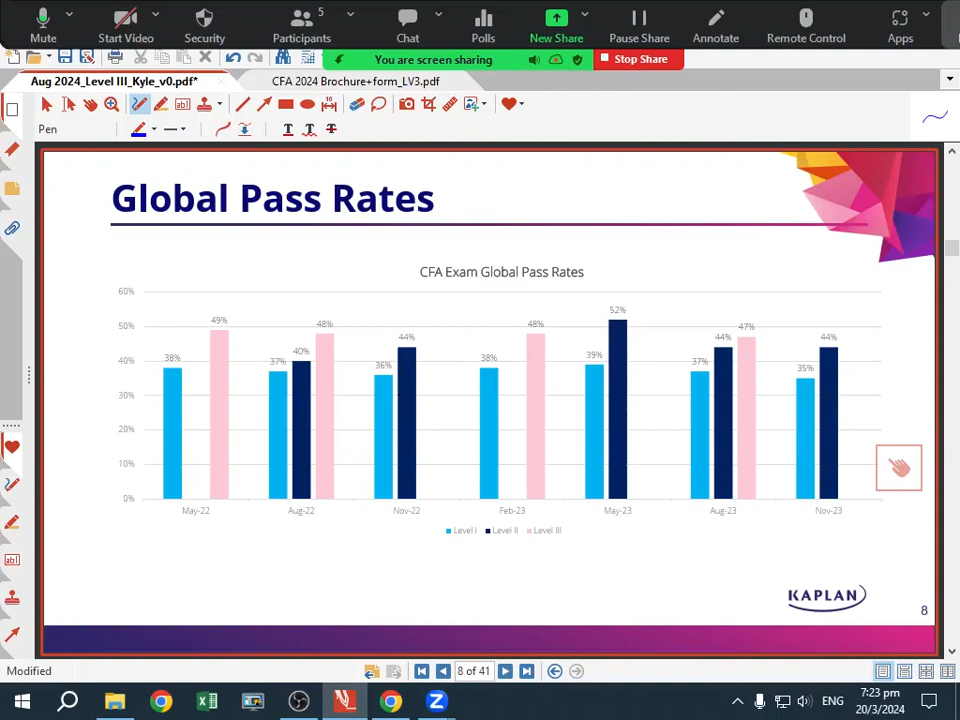 5
Mute Start Video Security Participants Chat Polls New Share Pause Share Annotate Remote Control Apps
You are screen sharing Stop Share
Aug 2024_Level III_Kyle_v0.pdf* CFA 2024 Brochure+form_LV3.pdf
Pen
Global Pass Rates
CFA Exam Global Pass Rates
60%
50%
40%
30%
20%
10%
0%
38% 49% 37% 40% 48% 36% 44% 38% 48% 39% 52% 37% 44% 47% 35% 44%
May-22 Aug-22 Nov-22 Feb-23 May-23 Aug-23 Nov-23
Level I Level II Level III
KAPLAN
8
Modified
8 of 41
ENG
7:23 pm
20/3/2024